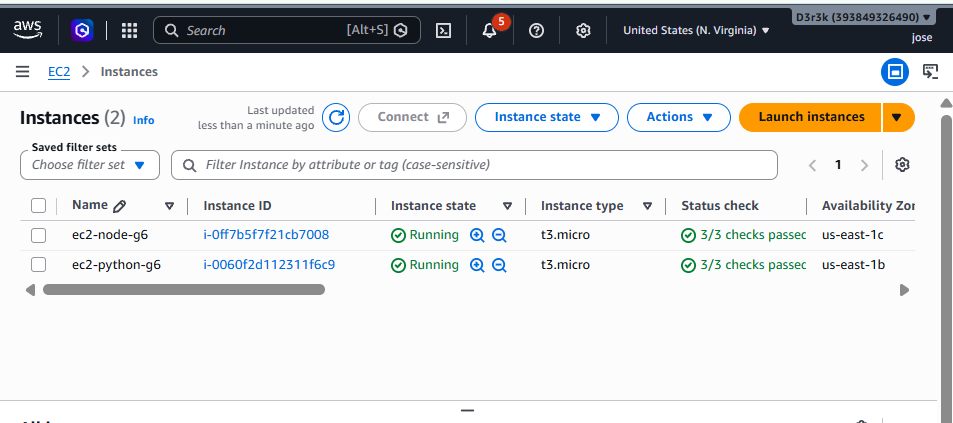 aws
Search [Alt+S]
5
United States (N. Virginia)
D3r3k (393849326490)
jose
EC2 Instances
Instances (2) Info
Last updated
less than a minute ago
Connect
Instance state
Actions
Launch instances
Saved filter sets
Choose filter set
Filter Instance by attribute or tag (case-sensitive)
1
Name Instance ID Instance state Instance type Status check Availability Zor
ec2-node-g6 i-0ff7b5f7f21cb7008 Running t3.micro 3/3 checks passec us-east-1c
ec2-python-g6 i-0060f2d112311f6c9 Running t3.micro 3/3 checks passec us-east-1b